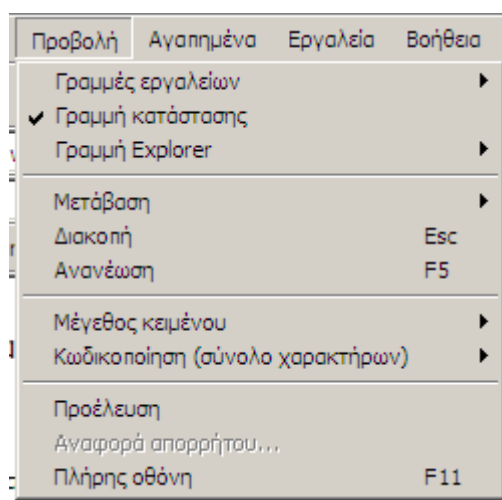 Προβολή Αγαπημένα Εργαλεία Βοήθεια
Γραμμές εργαλείων
Γραμμή κατάστασης
Γραμμή Explorer
Μετάβαση
Διακοπή Esc
Ανανέωση F5
Μέγεθος κειμένου
Κωδικοποίηση (σύνολο χαρακτήρων)
Προέλευση
Αναφορά απορρήτου...
Πλήρης οθόνη F11